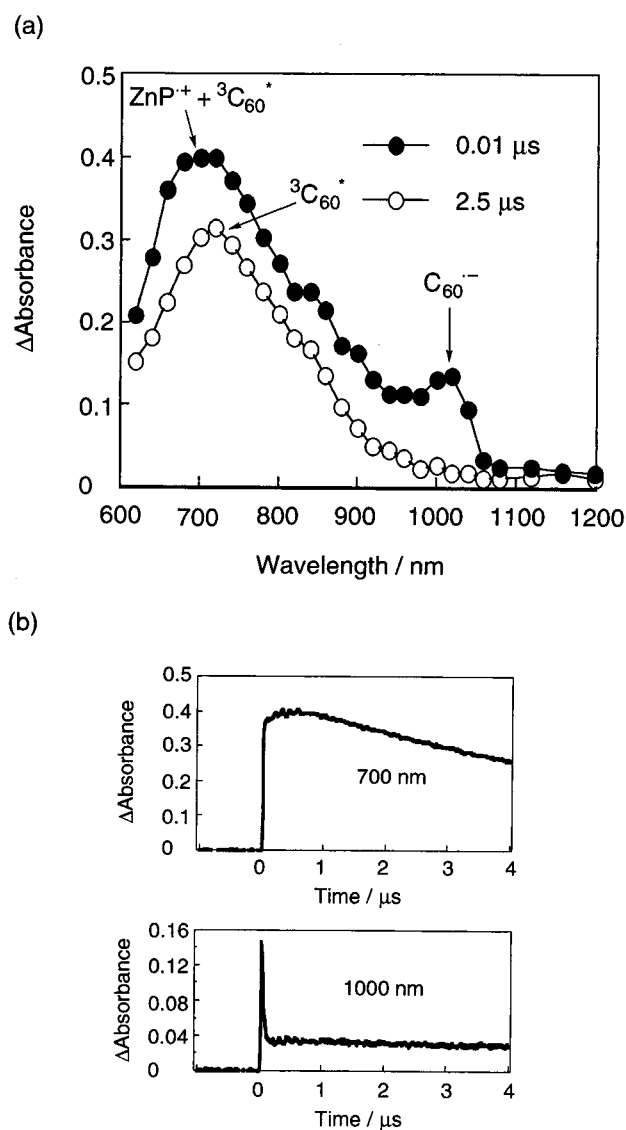 (a)
0.5
0.4
0.3
0.2
0.1
0
ΔAbsorbance
ZnP·+ + ³C₆₀*
³C₆₀*
C₆₀·−
0.01 μs
2.5 μs
600 700 800 900 1000 1100 1200
Wavelength / nm
(b)
0.5
0.4
0.3
0.2
0.1
0
ΔAbsorbance
700 nm
0 1 2 3 4
Time / μs
0.16
0.12
0.08
0.04
0
ΔAbsorbance
1000 nm
0 1 2 3 4
Time / μs